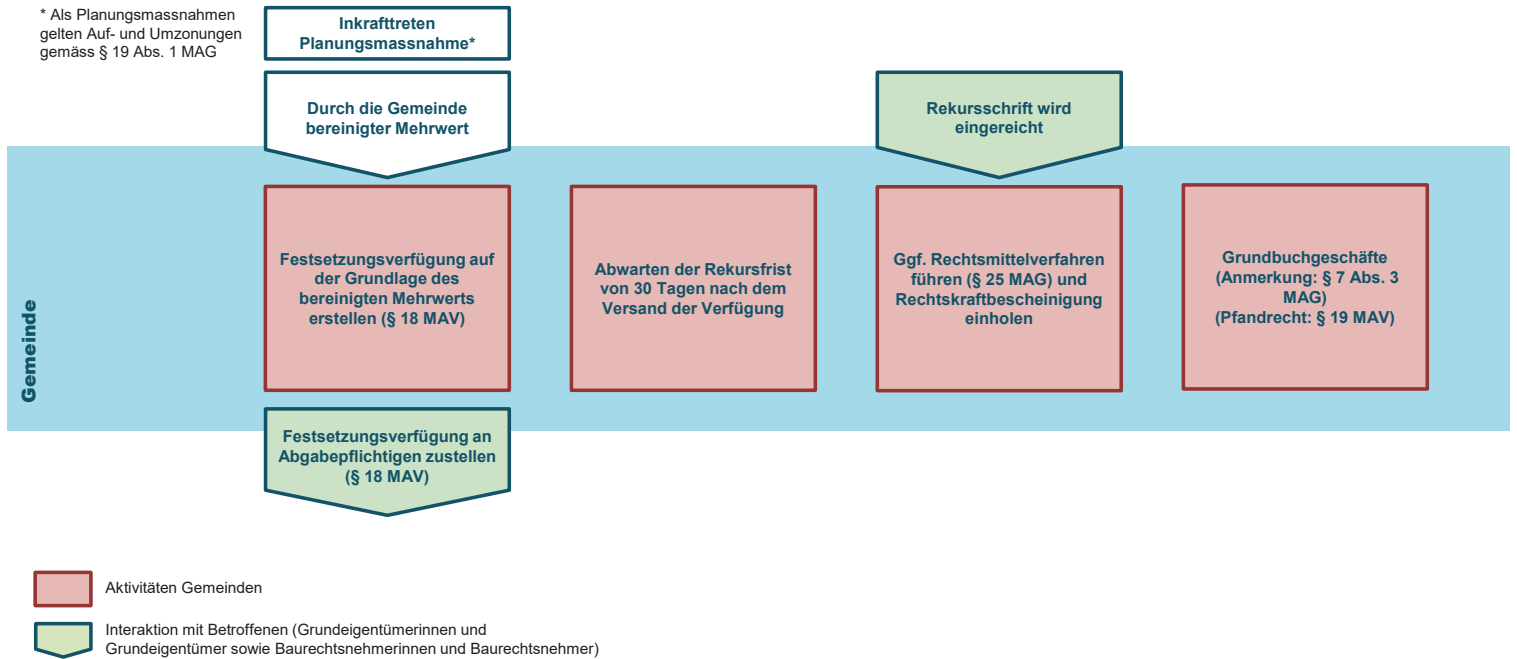 * Als Planungsmassnahmen
gelten Auf- und Umzonungen
gemäss § 19 Abs. 1 MAG
Inkrafttreten
Planungsmassnahme*
Durch die Gemeinde
bereinigter Mehrwert
Rekursschrift wird
eingereicht
Gemeinde
Festsetzungsverfügung auf
der Grundlage des
bereinigten Mehrwerts
erstellen (§ 18 MAV)
Abwarten der Rekursfrist
von 30 Tagen nach dem
Versand der Verfügung
Ggf. Rechtsmittelverfahren
führen (§ 25 MAG) und
Rechtskraftbescheinigung
einholen
Grundbuchgeschäfte
(Anmerkung: § 7 Abs. 3
MAG)
(Pfandrecht: § 19 MAV)
Festsetzungsverfügung an
Abgabepflichtigen zustellen
(§ 18 MAV)
Aktivitäten Gemeinden
Interaktion mit Betroffenen (Grundeigentümerinnen und
Grundeigentümer sowie Baurechtsnehmerinnen und Baurechtsnehmer)